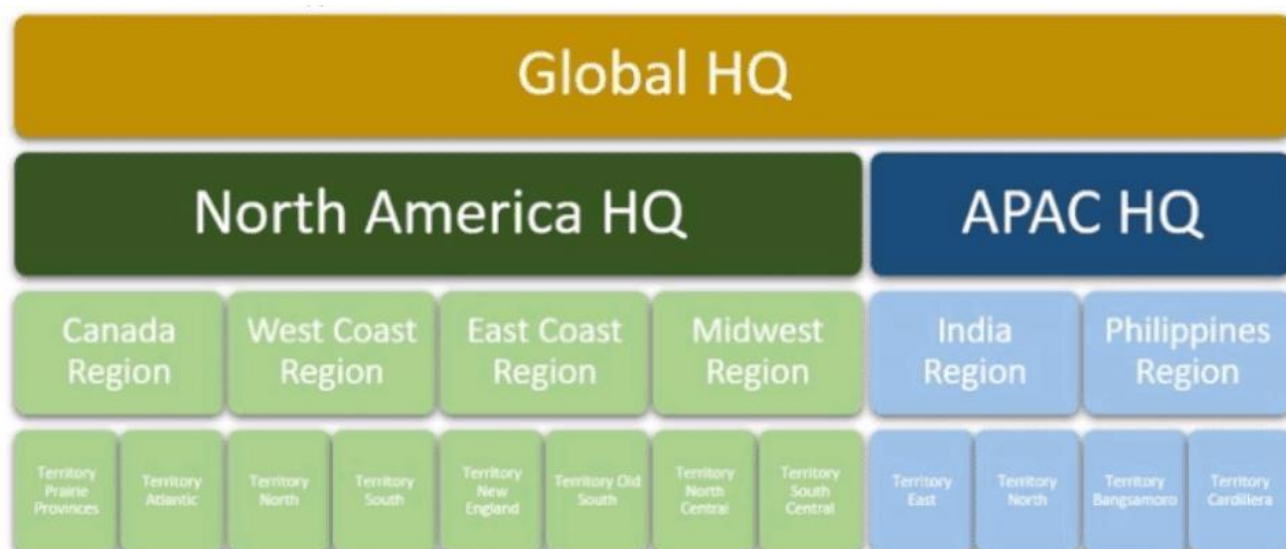 Global HQ
North America HQ
APAC HQ
Canada
Region
West Coast
Region
East Coast
Region
Midwest
Region
India
Region
Philippines
Region
Territory
Prairie
Provinces
Territory
Atlantic
Territory
North
Territory
South
Territory
New
England
Territory Old
South
Territory
North
Central
Territory
South
Central
Territory
East
Territory
North
Territory
Bangsamoro
Territory
Cardillera